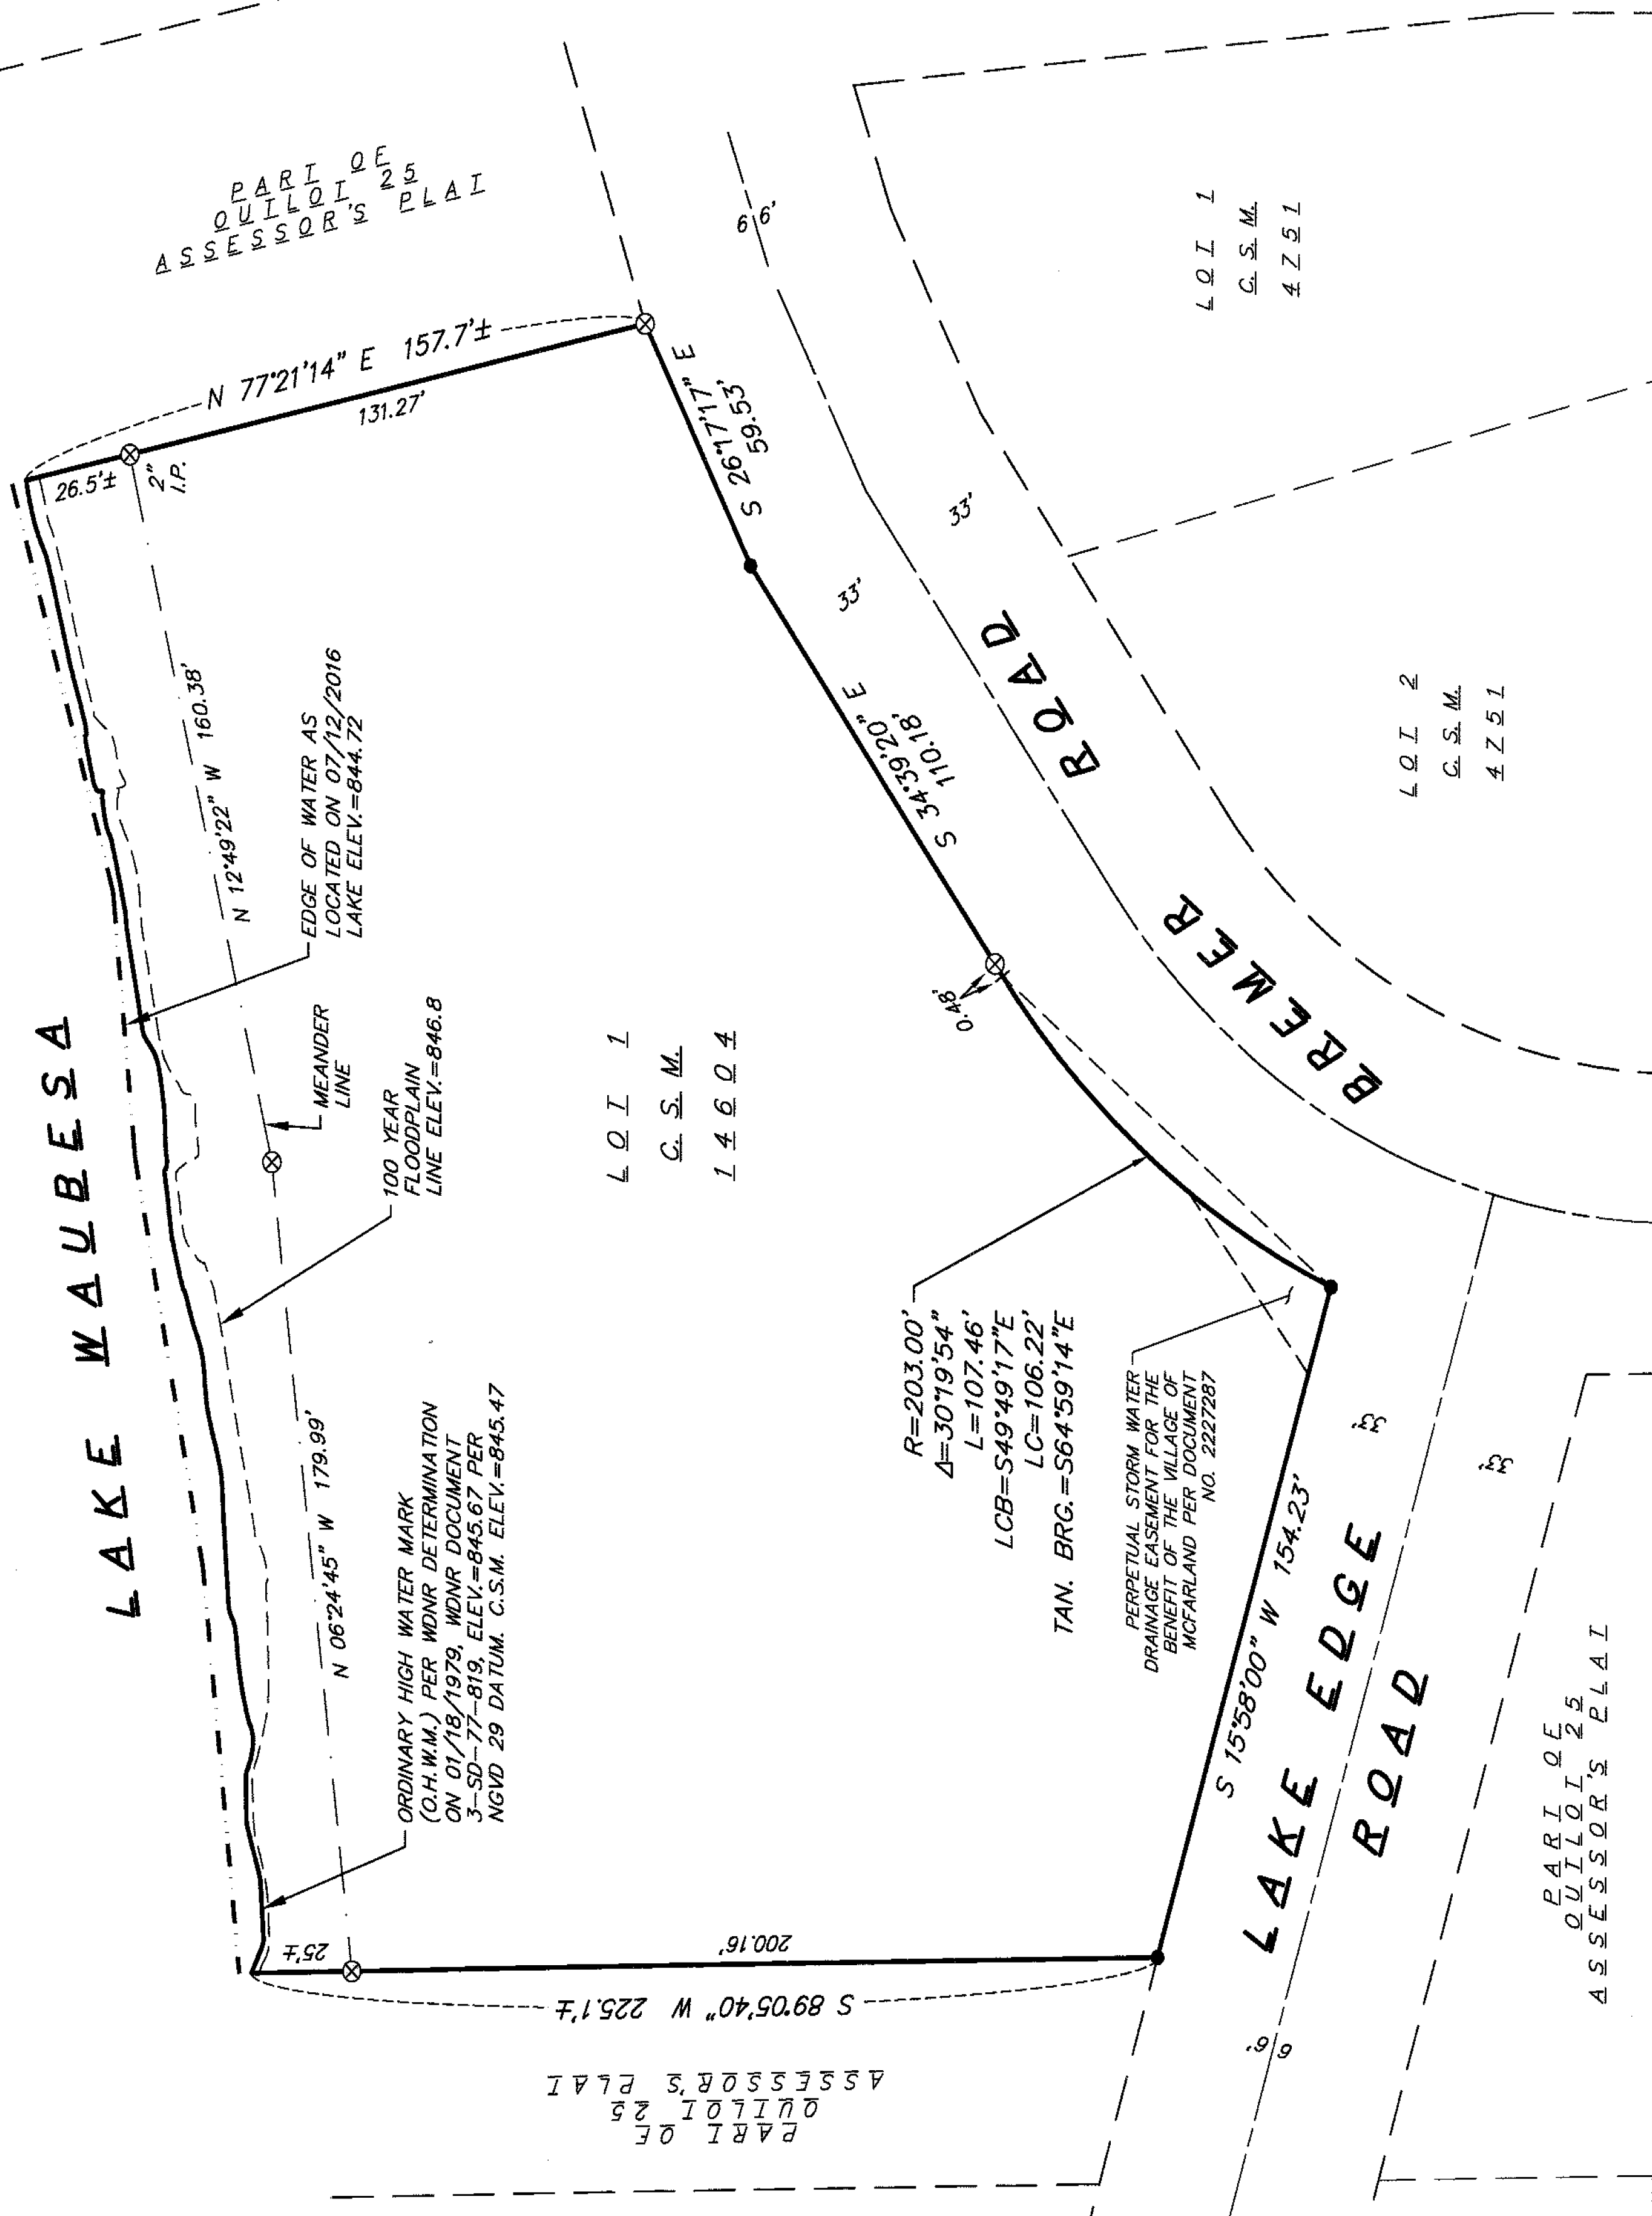 LAKE WAUBESA
PART OF
OUTLOT 25
ASSESSOR'S PLAT
N 77°21'14" E 157.7'±
131.27'
26.5'±
2"
I.P.
66'
S 26°17'17" E
59.53'
N 12°49'22" W 160.38'
EDGE OF WATER AS
LOCATED ON 07/12/2016
LAKE ELEV.=844.72
MEANDER
LINE
100 YEAR
FLOODPLAIN
LINE ELEV.=846.8
N 06°24'45" W 179.99'
ORDINARY HIGH WATER MARK
(O.H.W.M.) PER WDNR DETERMINATION
ON 01/18/1979, WDNR DOCUMENT
3-SD-77-819, ELEV.=845.67 PER
NGVD 29 DATUM. C.S.M. ELEV.=845.47
LOT 1
C.S.M.
14604
33'
33'
S 34°39'20" E
110.18'
0.48'
BREMER ROAD
LOT 1
C.S.M.
4751
LOT 2
C.S.M.
4751
R=203.00'
Δ=30°19'54"
L=107.46'
LCB=S49°49'17"E
LC=106.22'
TAN. BRG.=S64°59'14"E
PERPETUAL STORM WATER
DRAINAGE EASEMENT FOR THE
BENEFIT OF THE VILLAGE OF
MCFARLAND PER DOCUMENT
NO. 2227287
S 15°58'00" W 154.23'
33'
33'
LAKE EDGE
ROAD
66'
25'±
200.16'
S 89°05'40" W 225.1'±
PART OF
OUTLOT 25
ASSESSOR'S PLAT
PART OF
OUTLOT 25
ASSESSOR'S PLAT